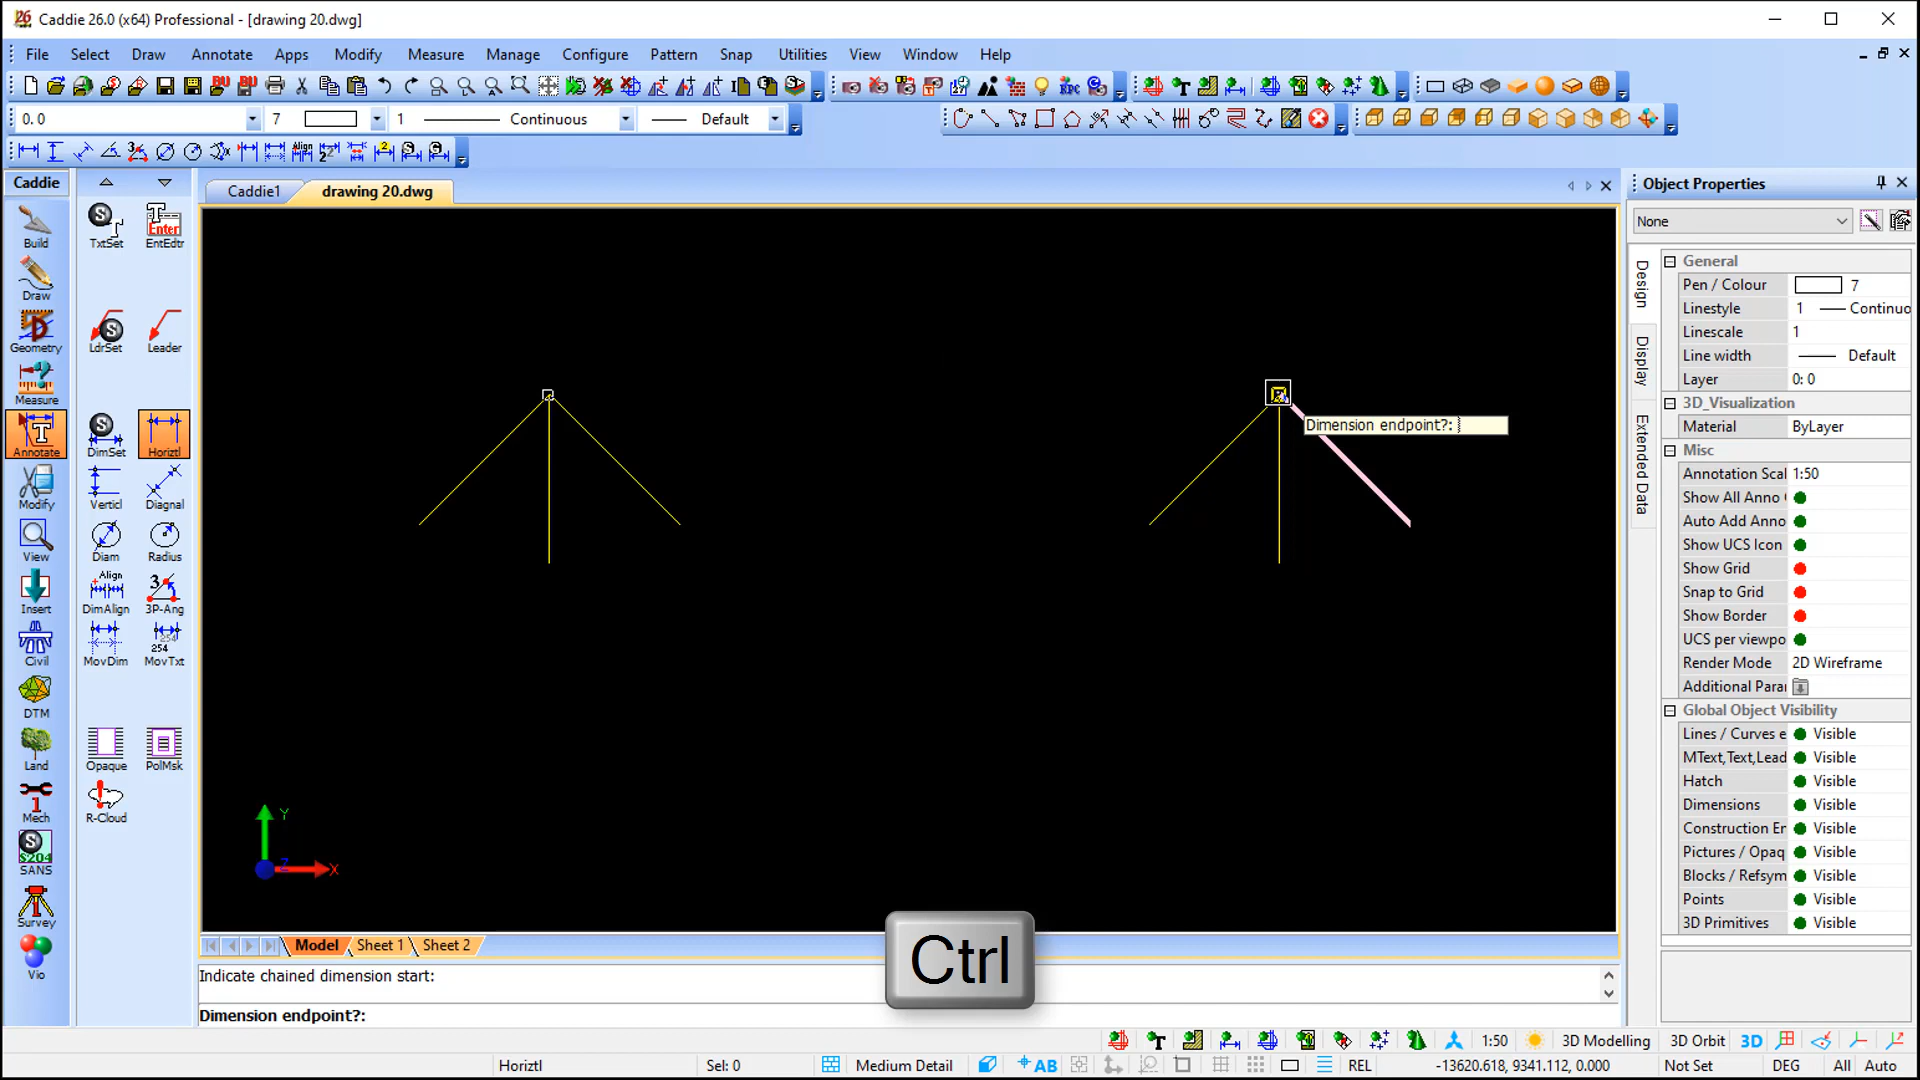 Caddie 26.0 (x64) Professional - [drawing 20.dwg]
File Select Draw Annotate Apps Modify Measure Manage Configure Pattern Snap Utilities View Window Help
0. 0 7 1 Continuous Default
Caddie
Caddie1 drawing 20.dwg
Object Properties
None
Build
Draw
Geometry
Measure
Annotate
Modify
View
Insert
Civil
DTM
Land
Mech
SANS
Survey
Vio
TxtSet EntEdtr
LdrSet Leader
DimSet Horiztl
Verticl Diagnal
Diam Radius
DimAlign 3P-Ang
MovDim MovTxt
Opaque PolMsk
R-Cloud
Dimension endpoint?:
Y
Z
X
Design
Display
Extended Data
General
Pen / Colour 7
Linestyle 1 Continuo
Linescale 1
Line width Default
Layer 0: 0
3D_Visualization
Material ByLayer
Misc
Annotation Scal 1:50
Show All Anno
Auto Add Anno
Show UCS Icon
Show Grid
Snap to Grid
Show Border
UCS per viewpo
Render Mode 2D Wireframe
Additional Parai
Global Object Visibility
Lines / Curves e Visible
MText,Text,Lead Visible
Hatch Visible
Dimensions Visible
Construction Er Visible
Pictures / Opaq Visible
Blocks / Refsym Visible
Points Visible
3D Primitives Visible
Model Sheet 1 Sheet 2
Indicate chained dimension start:
Dimension endpoint?:
Ctrl
1:50 3D Modelling 3D Orbit 3D
Horiztl Sel: 0 Medium Detail AB REL -13620.618, 9341.112, 0.000 Not Set DEG All Auto